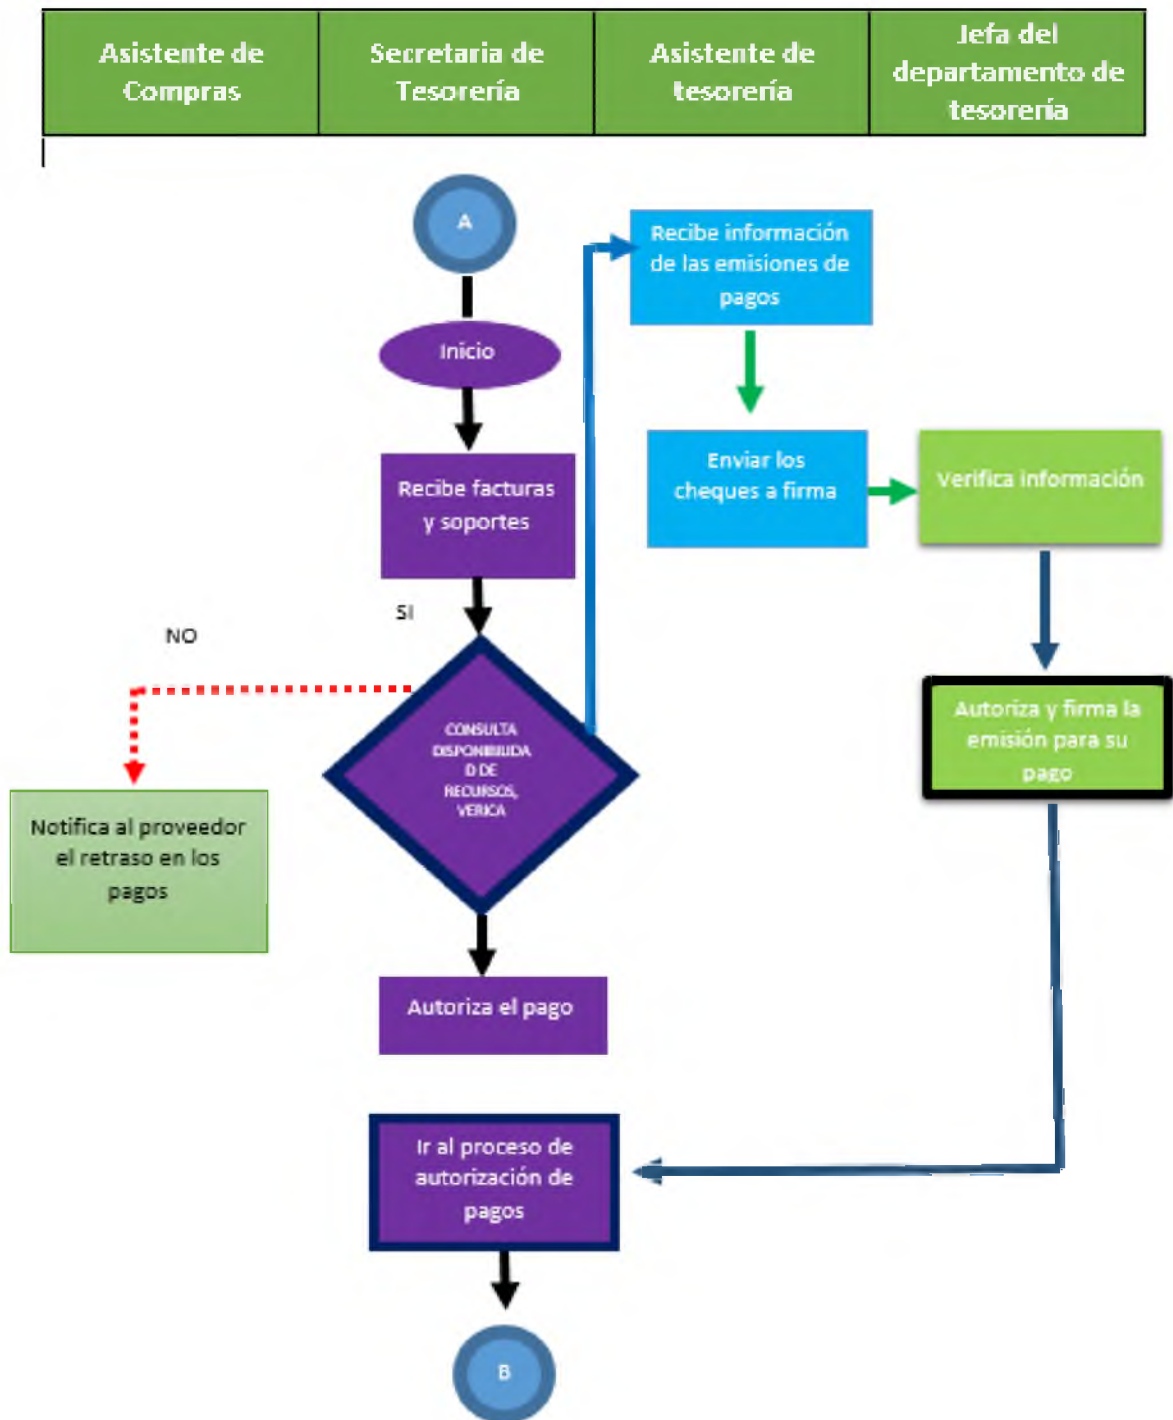 Asistente de
Compras
Secretaria de
Tesorería
Asistente de
tesorería
Jefa del
departamento de
tesorería
A
Recibe información
de las emisiones de
pagos
Inicio
Recibe facturas
y soportes
Enviar los
cheques a firma
Verifica información
SI
NO
CONSULTA
DISPONIBILIDA
D DE
RECURSOS,
VERICA
Autoriza y firma la
emisión para su
pago
Notifica al proveedor
el retraso en los
pagos
Autoriza el pago
Ir al proceso de
autorización de
pagos
B